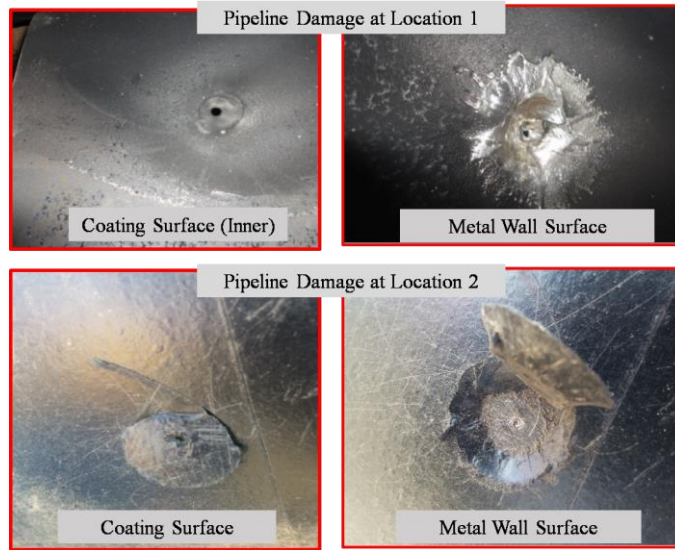 Pipeline Damage at Location 1
Coating Surface (Inner)
Metal Wall Surface
Pipeline Damage at Location 2
Coating Surface
Metal Wall Surface